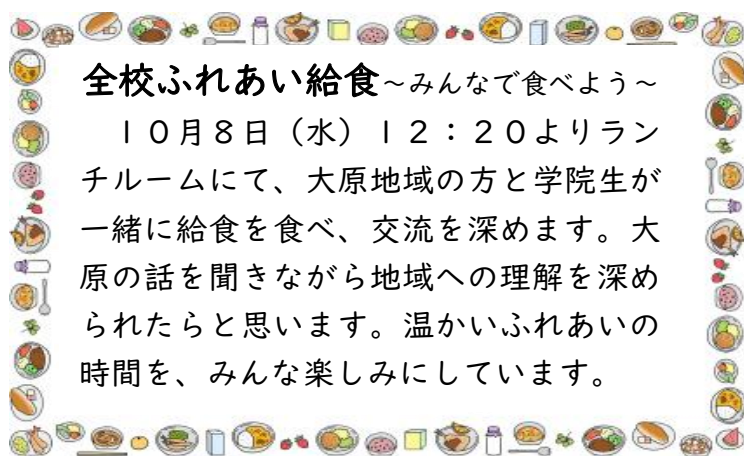 全校ふれあい給食～みんなで食べよう～
　１０月８日（水）１２：２０よりラン
チルームにて、大原地域の方と学院生が
一緒に給食を食べ、交流を深めます。大
原の話を聞きながら地域への理解を深め
られたらと思います。温かいふれあいの
時間を、みんな楽しみにしています。